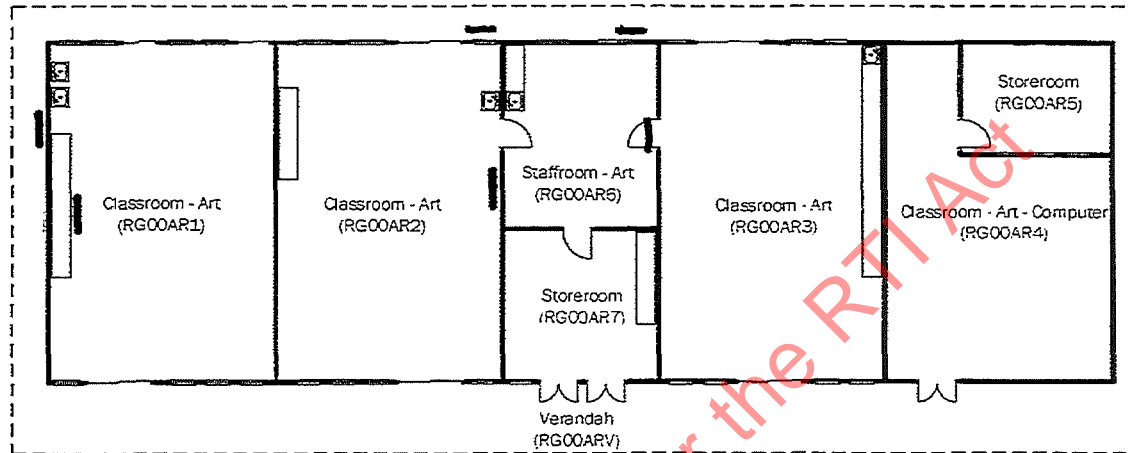 Storeroom
(RG00AR5)
Staffroom - Art
(RG00AR6)
Classroom - Art
(RG00AR1)
Classroom - Art
(RG00AR2)
Classroom - Art
(RG00AR3)
Classroom - Art - Computer
(RG00AR4)
Storeroom
(RG00AR7)
Verandah
(RG00ARV)
r the RTI Act